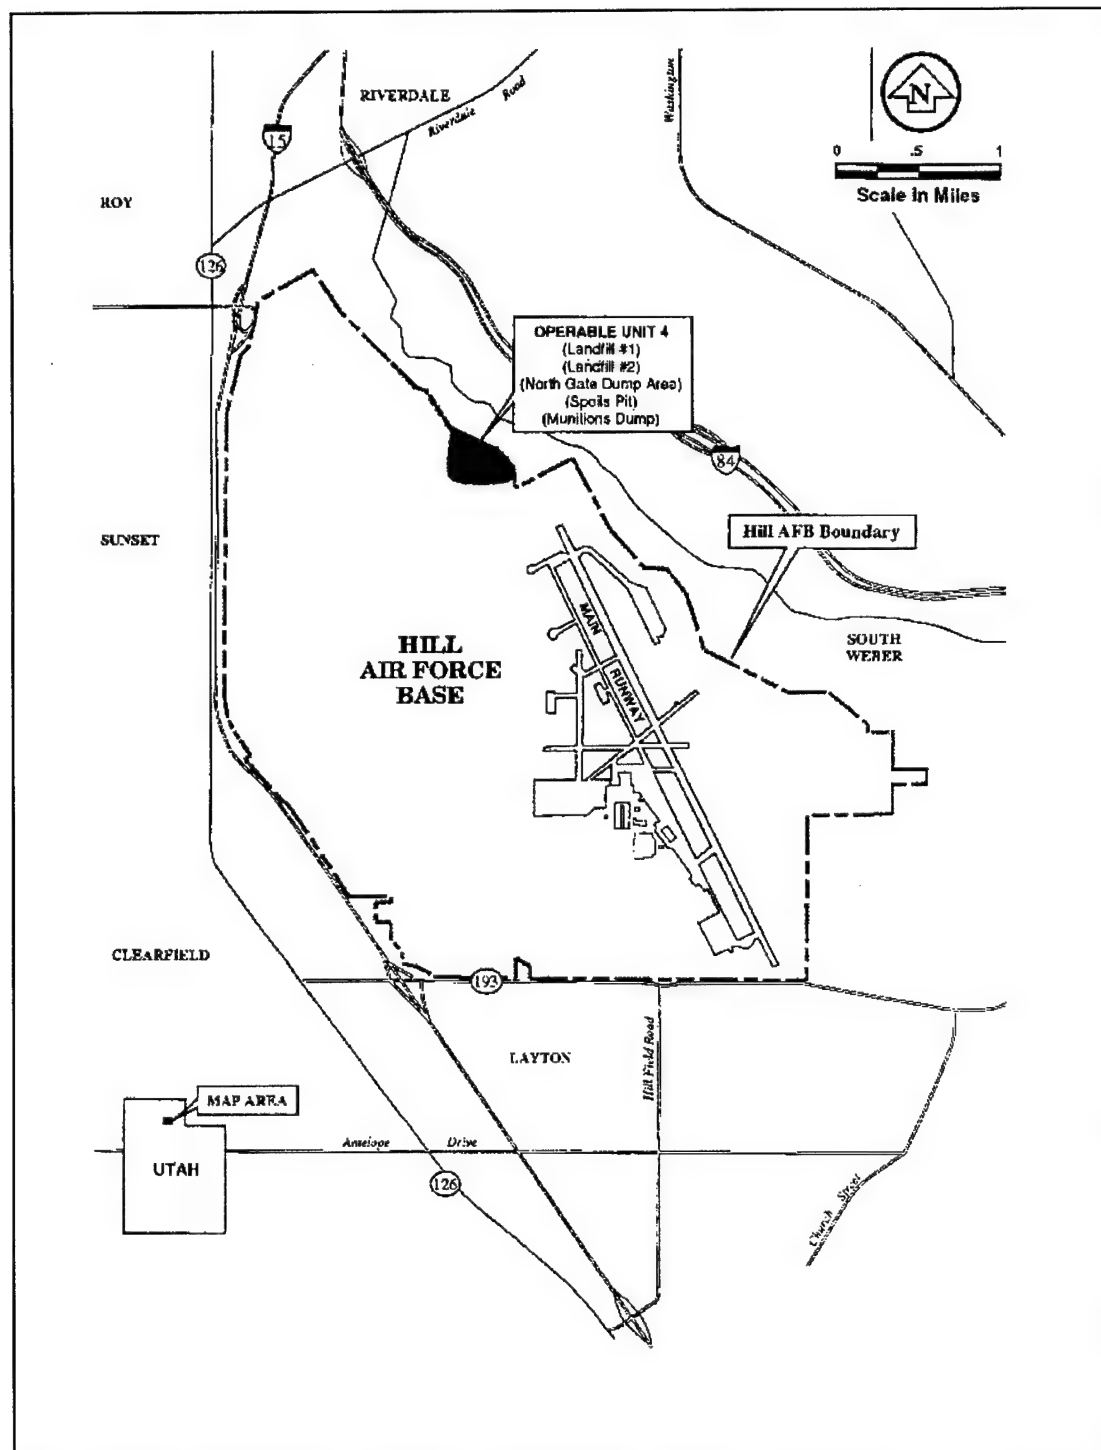 RIVERDALE
Riverdale Road
Washington
N
15
0 .5 1
Scale in Miles
ROY
126
OPERABLE UNIT 4
(Landfill #1)
(Landfill #2)
(North Gate Dump Area)
(Spoils Pit)
(Munitions Dump)
84
SUNSET
Hill AFB Boundary
MAIN RUNWAY
HILL
AIR FORCE
BASE
SOUTH
WEBER
CLEARFIELD
193
LAYTON
Hill Field Road
MAP AREA
UTAH
Antelope Drive
126
Church Street